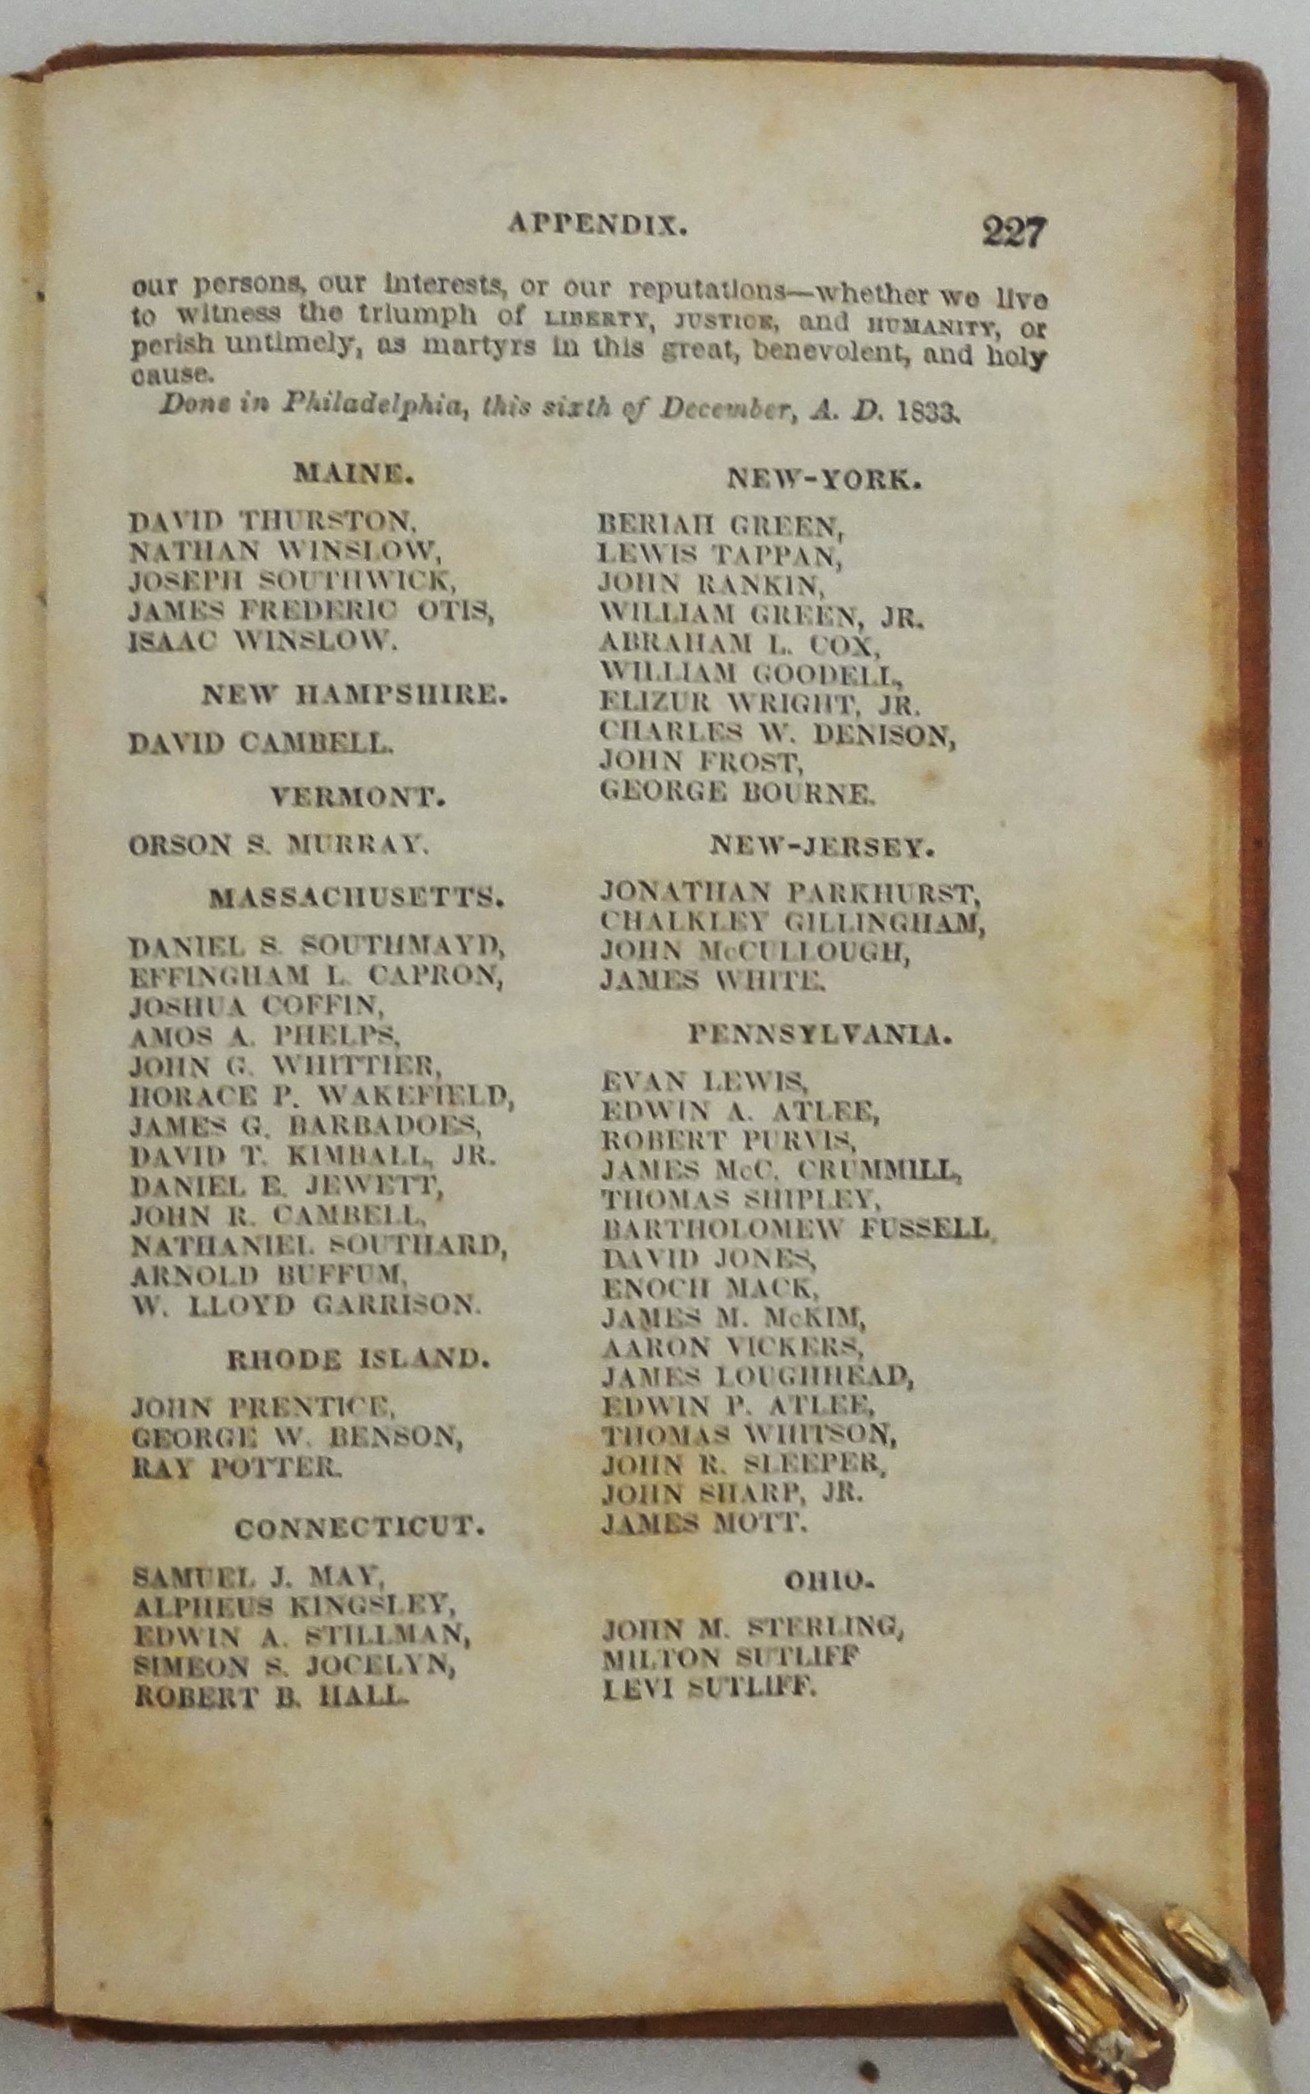 APPENDIX. 227
our persons, our interests, or our reputations—whether we live
to witness the triumph of LIBERTY, JUSTICE, and HUMANITY, or
perish untimely, as martyrs in this great, benevolent, and holy
cause.
Done in Philadelphia, this sixth of December, A. D. 1833.
MAINE.
DAVID THURSTON,
NATHAN WINSLOW,
JOSEPH SOUTHWICK,
JAMES FREDERIC OTIS,
ISAAC WINSLOW.
NEW HAMPSHIRE.
DAVID CAMBELL.
VERMONT.
ORSON S. MURRAY.
MASSACHUSETTS.
DANIEL S. SOUTHMAYD,
EFFINGHAM L. CAPRON,
JOSHUA COFFIN,
AMOS A. PHELPS,
JOHN G. WHITTIER,
HORACE P. WAKEFIELD,
JAMES G. BARBADOES,
DAVID T. KIMBALL, JR.
DANIEL E. JEWETT,
JOHN R. CAMBELL,
NATHANIEL SOUTHARD,
ARNOLD BUFFUM,
W. LLOYD GARRISON.
RHODE ISLAND.
JOHN PRENTICE,
GEORGE W. BENSON,
RAY POTTER.
CONNECTICUT.
SAMUEL J. MAY,
ALPHEUS KINGSLEY,
EDWIN A. STILLMAN,
SIMEON S. JOCELYN,
ROBERT B. HALL.
NEW-YORK.
BERIAH GREEN,
LEWIS TAPPAN,
JOHN RANKIN,
WILLIAM GREEN, JR.
ABRAHAM L. COX,
WILLIAM GOODELL,
ELIZUR WRIGHT, JR.
CHARLES W. DENISON,
JOHN FROST,
GEORGE BOURNE.
NEW-JERSEY.
JONATHAN PARKHURST,
CHALKLEY GILLINGHAM,
JOHN McCULLOUGH,
JAMES WHITE.
PENNSYLVANIA.
EVAN LEWIS,
EDWIN A. ATLEE,
ROBERT PURVIS,
JAMES McC. CRUMMILL,
THOMAS SHIPLEY,
BARTHOLOMEW FUSSELL,
DAVID JONES,
ENOCH MACK,
JAMES M. McKIM,
AARON VICKERS,
JAMES LOUGHHEAD,
EDWIN P. ATLEE,
THOMAS WHITSON,
JOHN R. SLEEPER,
JOHN SHARP, JR.
JAMES MOTT.
OHIO.
JOHN M. STERLING,
MILTON SUTLIFF
LEVI SUTLIFF.